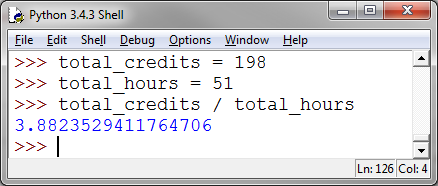 Python 3.4.3 Shell
File Edit Shell Debug Options Window Help
>>> total_credits = 198
>>> total_hours = 51
>>> total_credits / total_hours
3.8823529411764706
>>>
Ln: 126 Col: 4